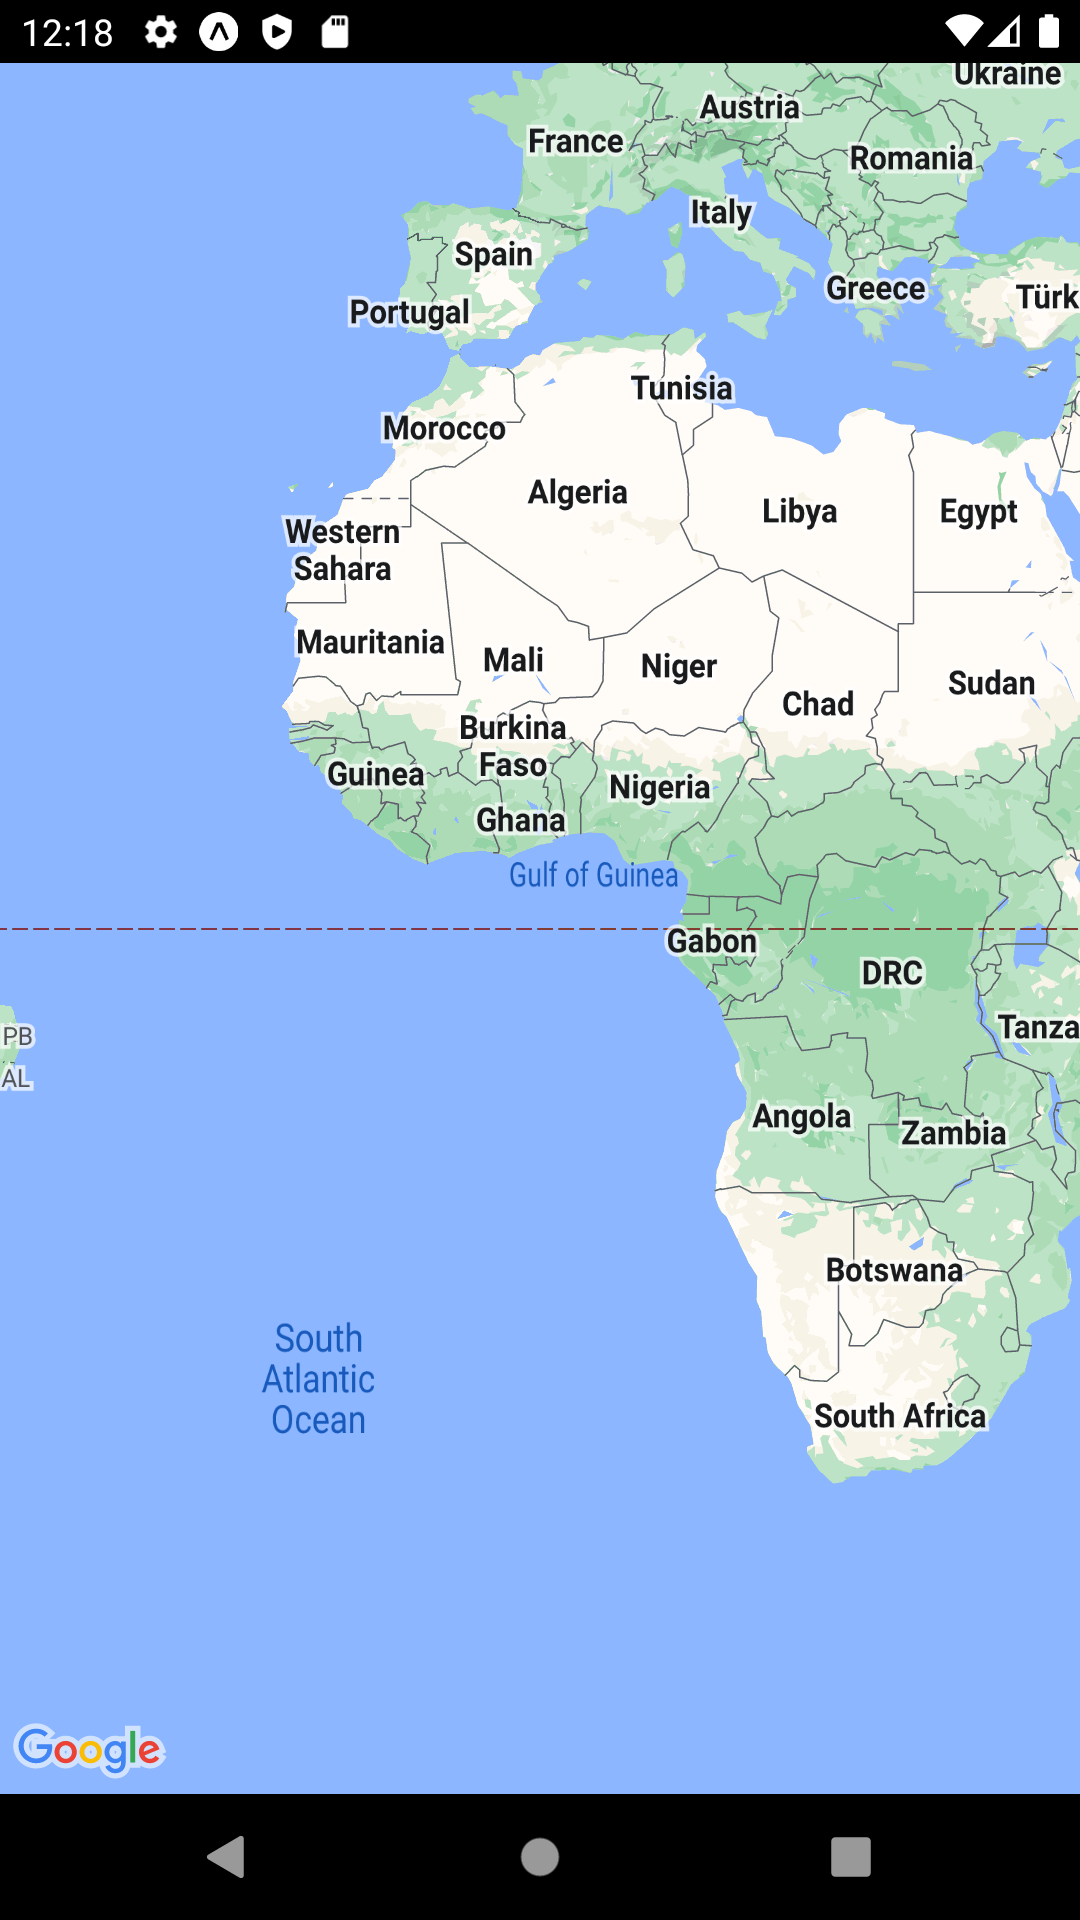 12:18
Ukraine
Austria
France
Romania
Italy
Spain
Greece
Türk
Portugal
Tunisia
Morocco
Algeria
Libya
Egypt
Western
Sahara
Mauritania
Mali
Niger
Sudan
Chad
Burkina
Faso
Guinea
Nigeria
Ghana
Gulf of Guinea
Gabon
DRC
PB
Tanza
AL
Angola
Zambia
Botswana
South
Atlantic
Ocean
South Africa
Google